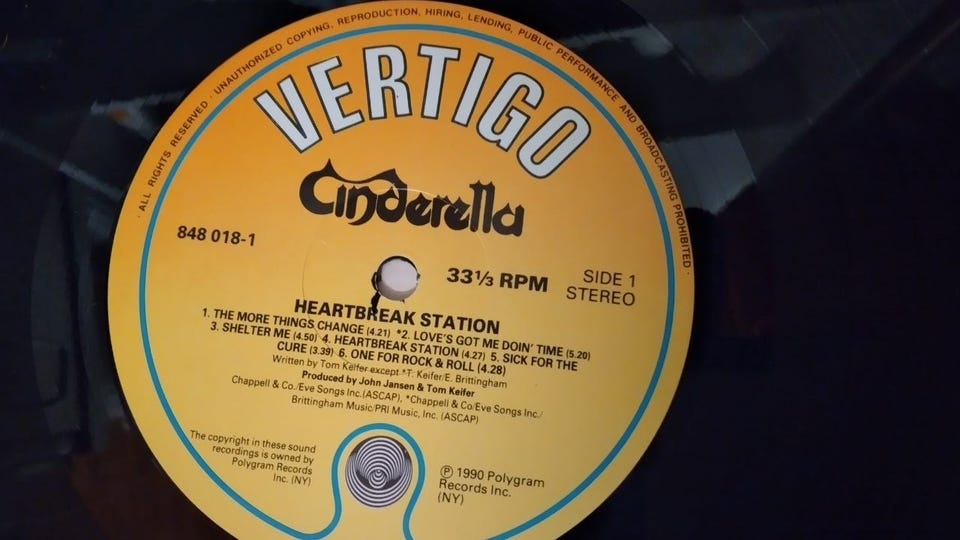 · ALL RIGHTS RESERVED · UNAUTHORIZED COPYING, REPRODUCTION, HIRING, LENDING, PUBLIC PERFORMANCE AND BROADCASTING PROHIBITED ·
VERTIGO
Cinderella
848 018-1
33⅓ RPM
SIDE 1
STEREO
HEARTBREAK STATION
1. THE MORE THINGS CHANGE (4.21) *2. LOVE'S GOT ME DOIN' TIME (5.20)
3. SHELTER ME (4.50) 4. HEARTBREAK STATION (4.27) 5. SICK FOR THE
CURE (3.39) 6. ONE FOR ROCK & ROLL (4.28)
Written by Tom Keifer except *T. Keifer/E. Brittingham
Produced by John Jansen & Tom Keifer
Chappell & Co/Eve Songs Inc.(ASCAP), *Chappell & Co/Eve Songs Inc./
Brittingham Music/PRI Music, Inc. (ASCAP)
The copyright in these sound
recordings is owned by
Polygram Records
Inc. (NY)
Ⓟ 1990 Polygram
Records Inc.
(NY)